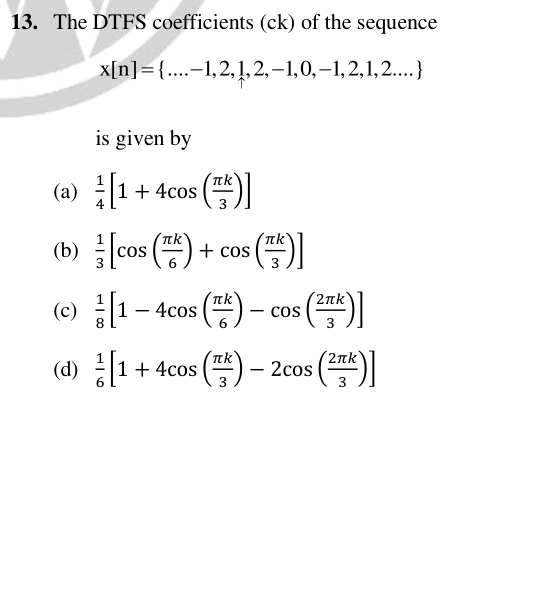 13. The DTFS coefficients (ck) of the sequence
x[n]={....−1,2,1,2,−1,0,−1,2,1,2....}
↑
is given by
(a) 1/4 [1 + 4cos (πk/3)]
(b) 1/3 [cos (πk/6) + cos (πk/3)]
(c) 1/8 [1 − 4cos (πk/6) − cos (2πk/3)]
(d) 1/6 [1 + 4cos (πk/3) − 2cos (2πk/3)]